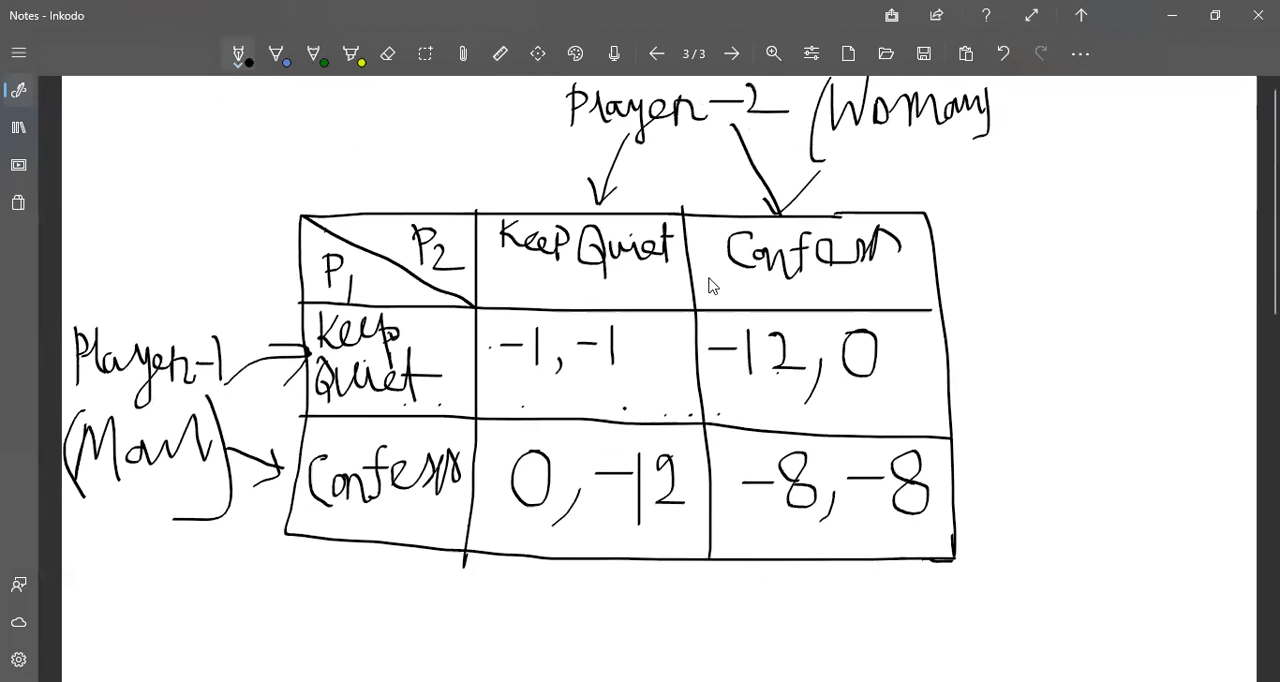 Notes - Inkodo
3/3
Player-2 (Woman)
P2
P1
Keep Quiet
Confess
Player-1
(Man)
Keep
Quiet
-1, -1
-12, 0
Confess
0, -12
-8, -8